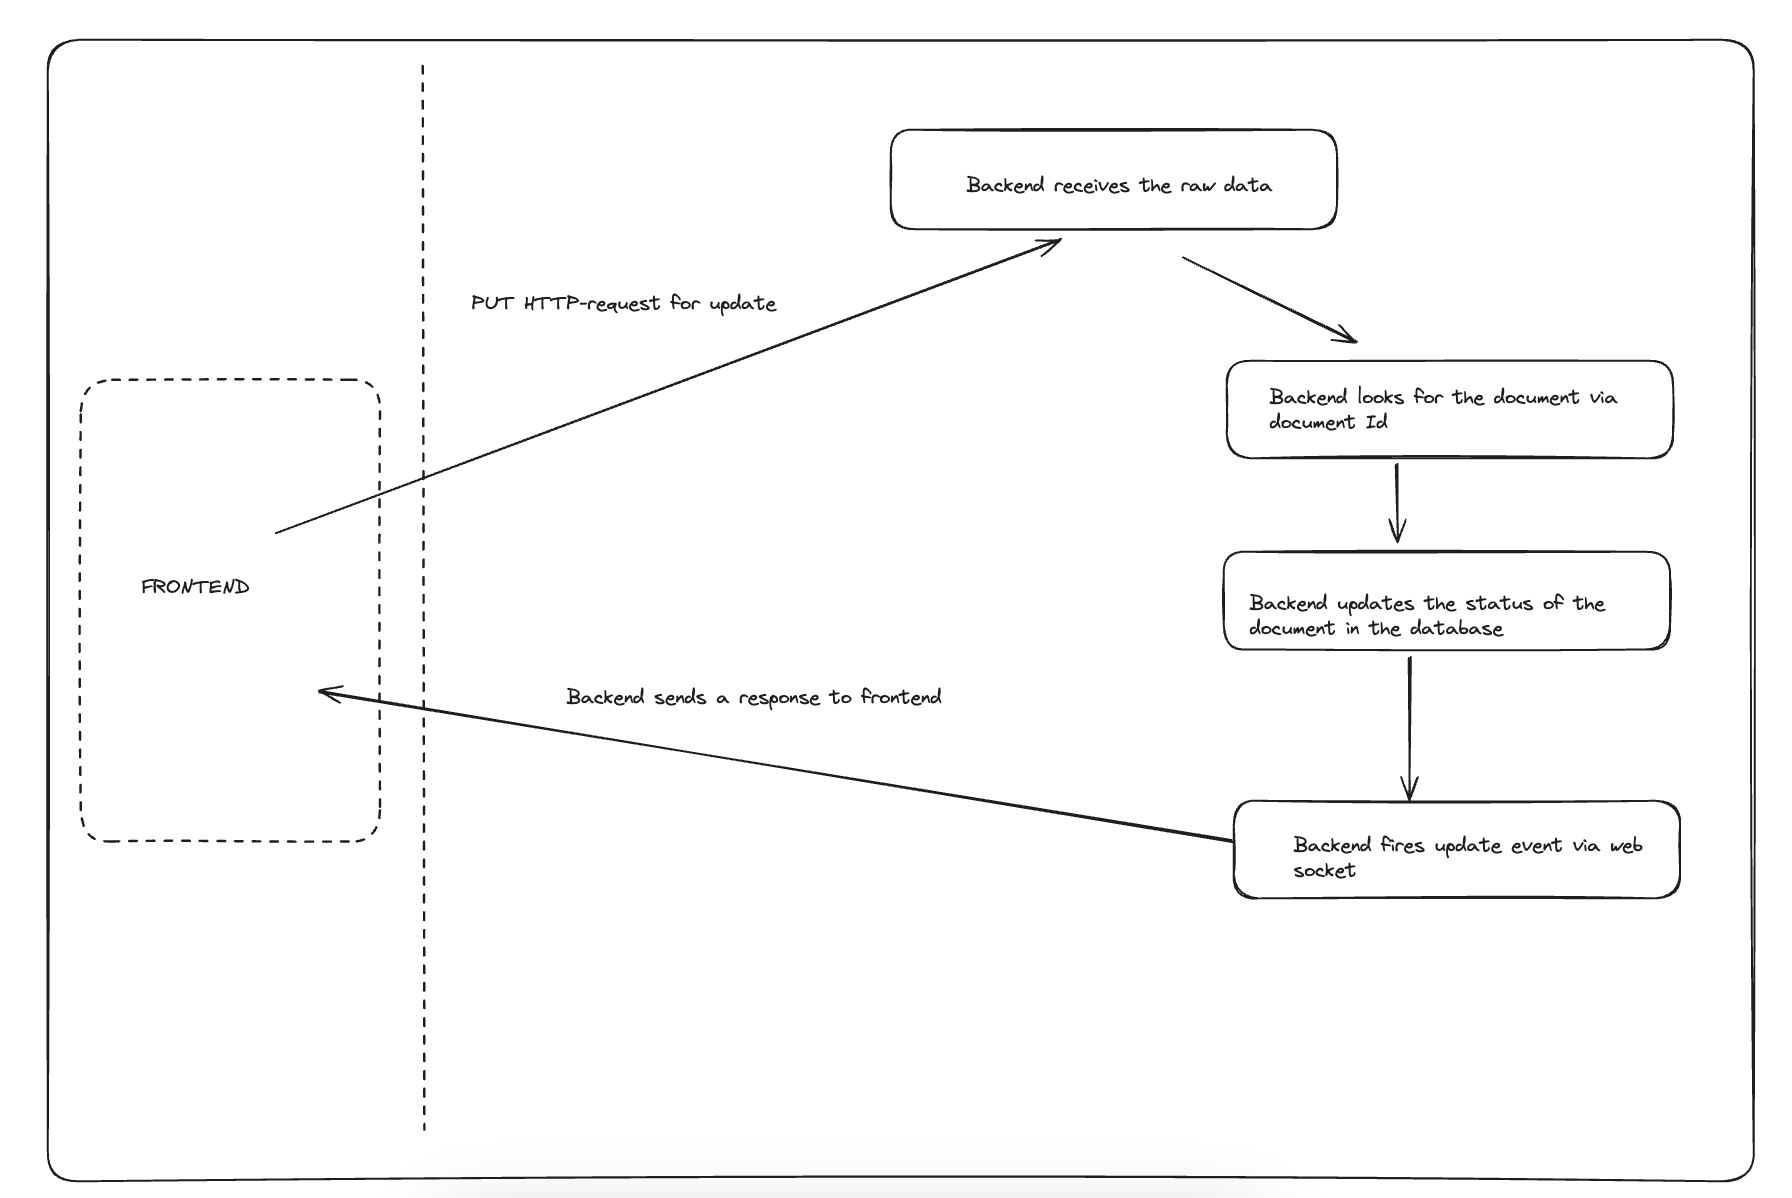 Backend receives the raw data
PUT HTTP-request for update
Backend looks for the document via
document Id
FRONTEND
Backend updates the status of the
document in the database
Backend sends a response to frontend
Backend fires update event via web
socket